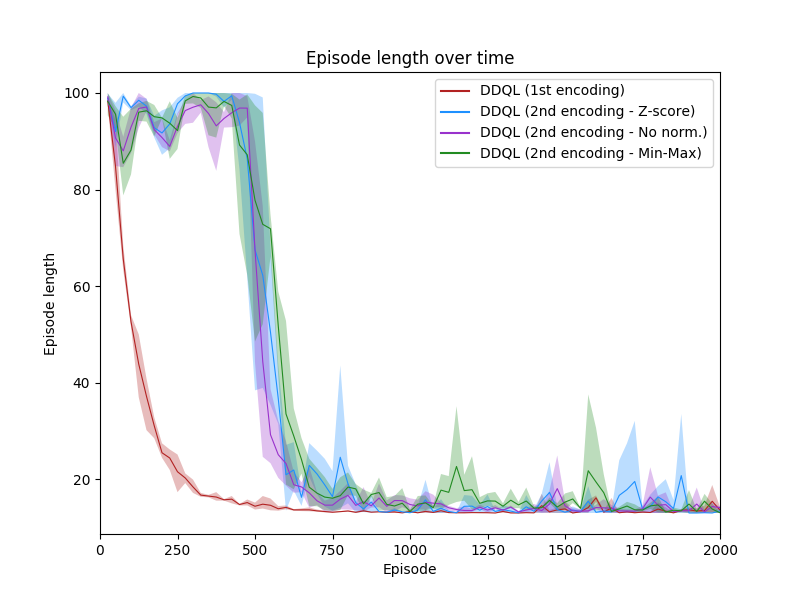 Episode length over time
DDQL (1st encoding)
DDQL (2nd encoding - Z-score)
DDQL (2nd encoding - No norm.)
DDQL (2nd encoding - Min-Max)
Episode length
100
80
60
40
20
0 250 500 750 1000 1250 1500 1750 2000
Episode